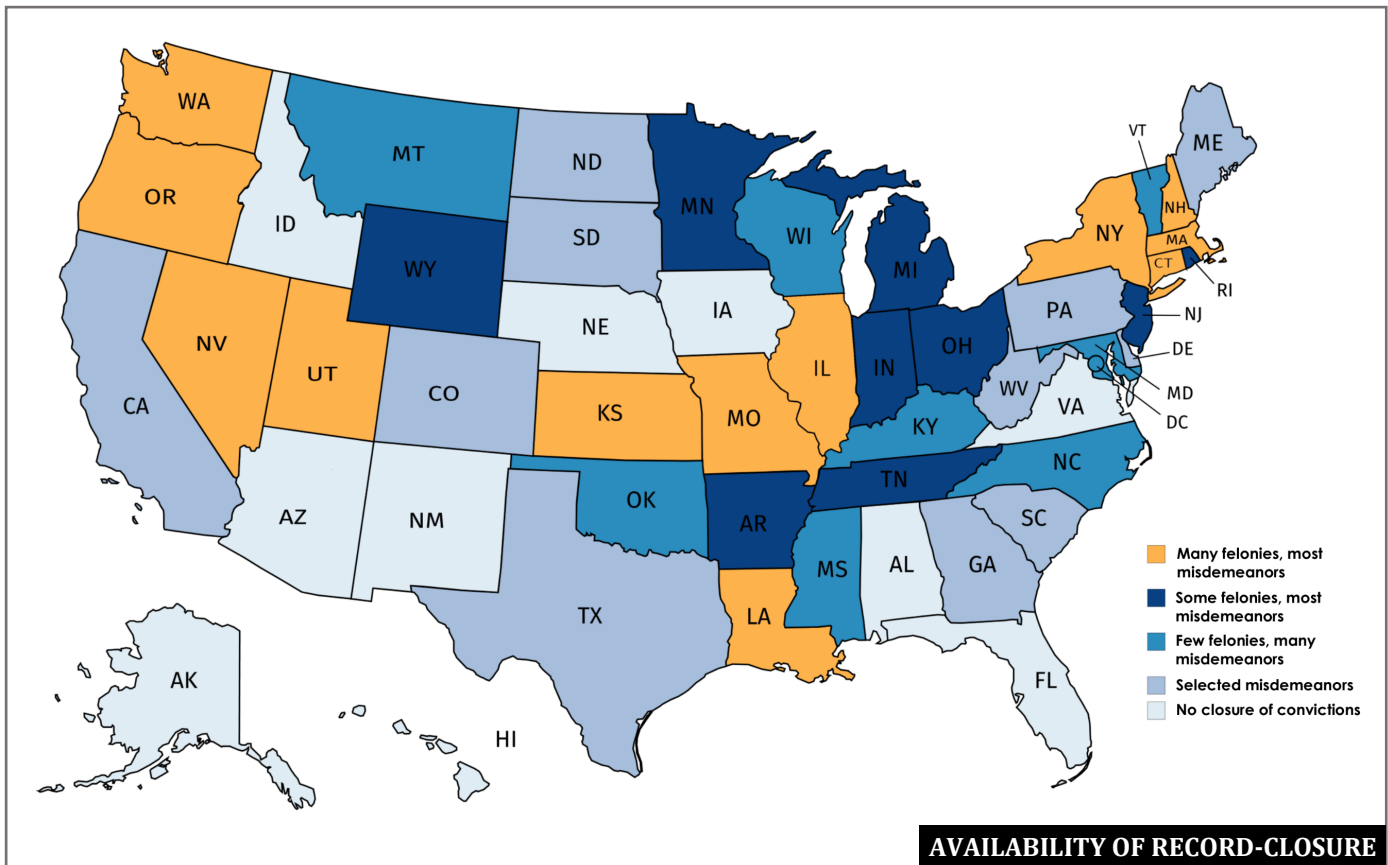 WA
MT
ND
MN
VT
ME
OR
ID
SD
WI
NH
NY
MA
WY
MI
CT
RI
IA
PA
NJ
NE
NV
OH
DE
UT
IL
IN
CO
WV
MD
CA
VA
KS
MO
DC
KY
NC
TN
OK
AZ
NM
AR
SC
MS
AL
GA
TX
LA
AK
FL
HI
Many felonies, most
misdemeanors
Some felonies, most
misdemeanors
Few felonies, many
misdemeanors
Selected misdemeanors
No closure of convictions
AVAILABILITY OF RECORD-CLOSURE